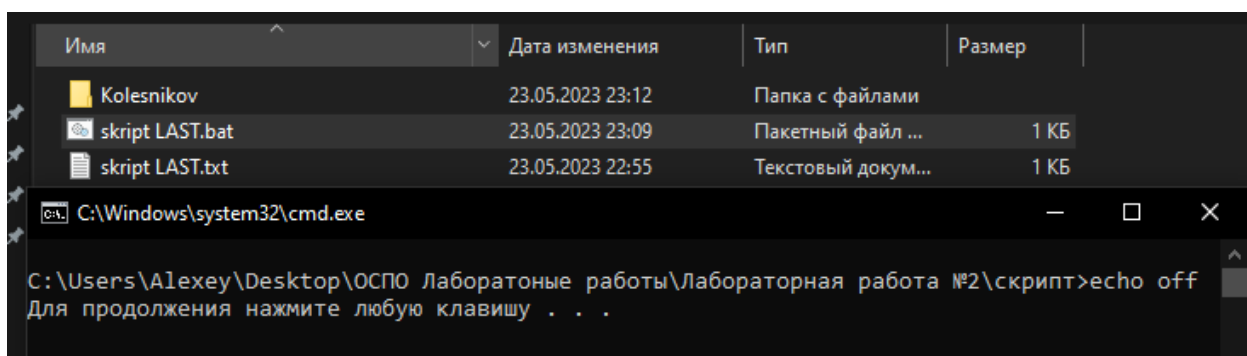 Имя Дата изменения Тип Размер
Kolesnikov 23.05.2023 23:12 Папка с файлами
skript LAST.bat 23.05.2023 23:09 Пакетный файл ... 1 КБ
skript LAST.txt 23.05.2023 22:55 Текстовый докум... 1 КБ
C:\Windows\system32\cmd.exe
C:\Users\Alexey\Desktop\ОСПО Лаборатоные работы\Лабораторная работа №2\скрипт>echo off
Для продолжения нажмите любую клавишу . . .